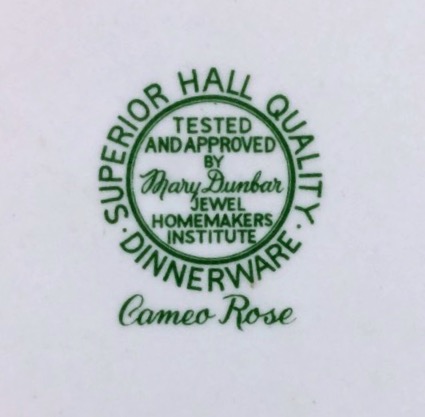 SUPERIOR HALL QUALITY
· DINNERWARE ·
TESTED
AND APPROVED
BY
Mary Dunbar
JEWEL
HOMEMAKERS
INSTITUTE
Cameo Rose